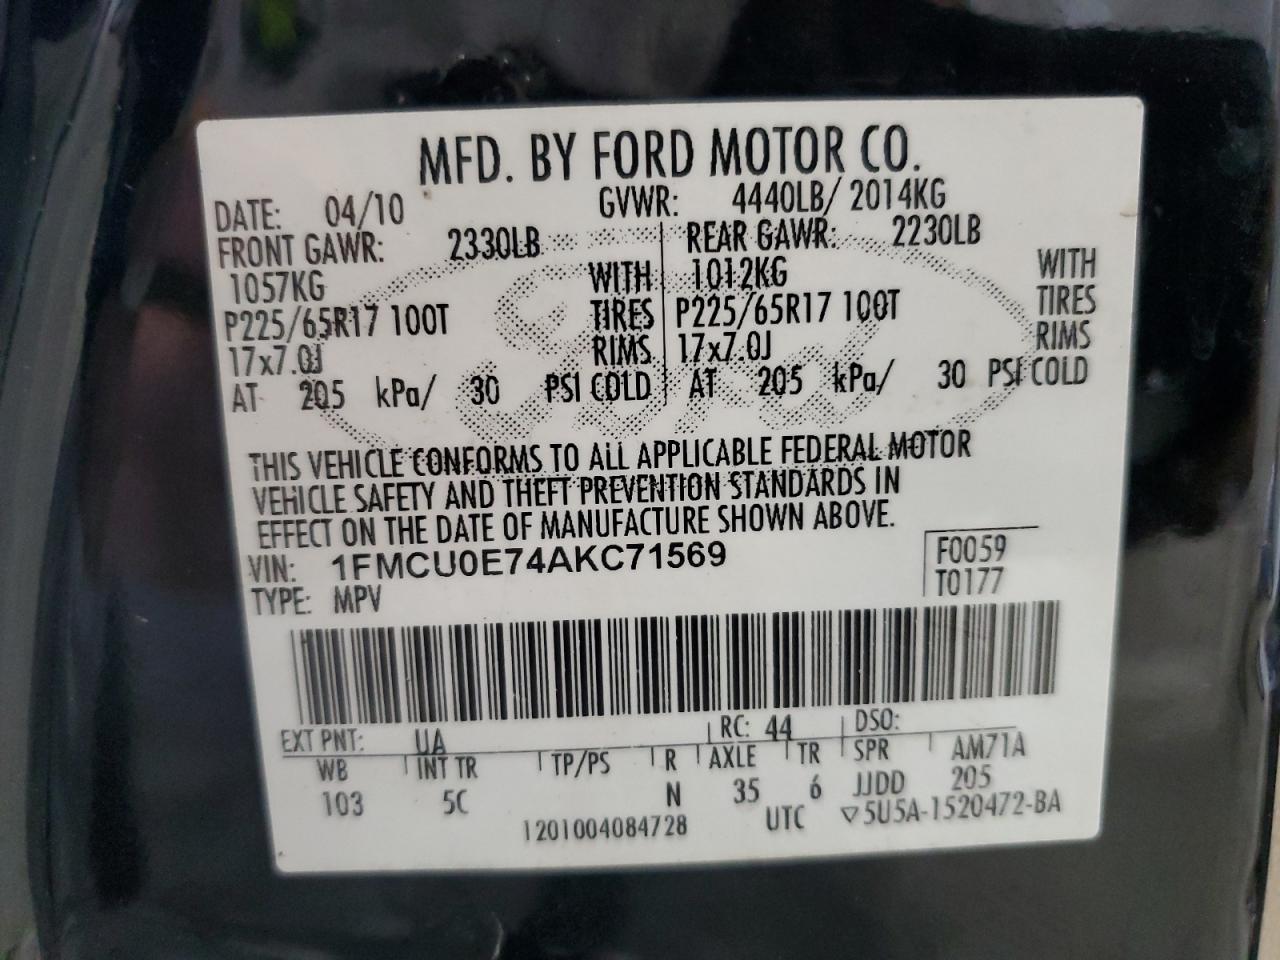 MFD. BY FORD MOTOR CO.
DATE: 04/10 GVWR: 4440LB/ 2014KG
FRONT GAWR: 2330LB REAR GAWR: 2230LB
1057KG WITH 1012KG WITH
P225/65R17 100T TIRES P225/65R17 100T TIRES
17x7.0J RIMS 17x7.0J RIMS
AT 205 kPa/ 30 PSI COLD AT 205 kPa/ 30 PSI COLD
THIS VEHICLE CONFORMS TO ALL APPLICABLE FEDERAL MOTOR
VEHICLE SAFETY AND THEFT PREVENTION STANDARDS IN
EFFECT ON THE DATE OF MANUFACTURE SHOWN ABOVE.
VIN: 1FMCU0E74AKC71569 F0059
TYPE: MPV T0177
EXT PNT: UA RC: 44 DSO:
WB INT TR TP/PS R AXLE TR SPR AM71A
103 5C N 35 6 JJDD 205
1201004084728 UTC ▽5U5A-1520472-BA